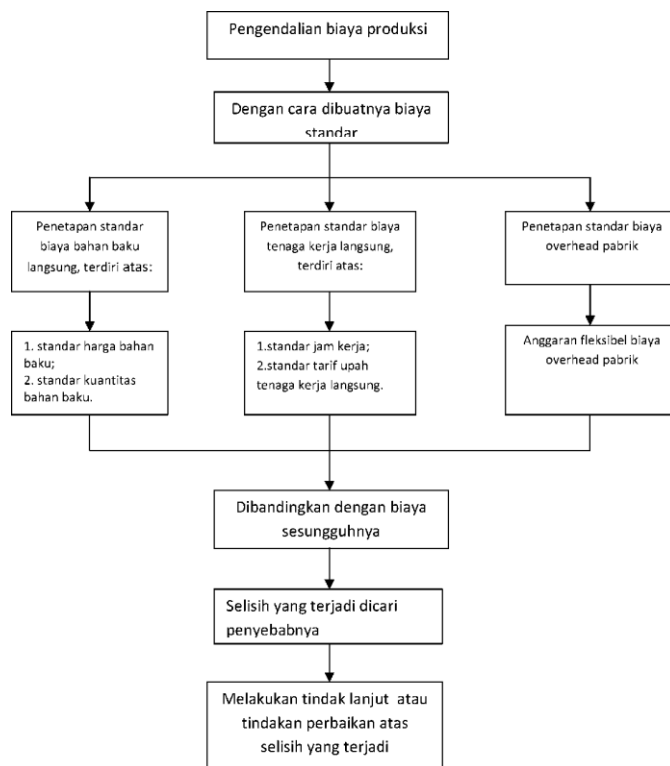 Pengendalian biaya produksi
Dengan cara dibuatnya biaya
standar
Penetapan standar
biaya bahan baku
langsung, terdiri atas:
Penetapan standar biaya
tenaga kerja langsung,
terdiri atas:
Penetapan standar biaya
overhead pabrik
1. standar harga bahan
baku;
2. standar kuantitas
bahan baku.
1.standar jam kerja;
2.standar tarif upah
tenaga kerja langsung.
Anggaran fleksibel biaya
overhead pabrik
Dibandingkan dengan biaya
sesungguhnya
Selisih yang terjadi dicari
penyebabnya
Melakukan tindak lanjut atau
tindakan perbaikan atas
selisih yang terjadi